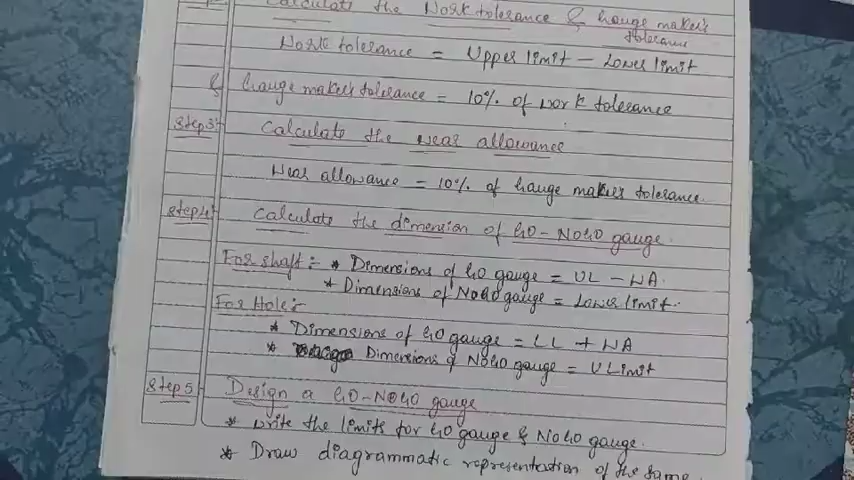 Calculate the Work tolerance & Gauge maker's
tolerance
Work tolerance = Upper limit - Lower limit
& Gauge maker's tolerance = 10% of work tolerance
Step 3:- Calculate the wear allowance
Wear allowance = 10% of Gauge maker's tolerance.
Step 4:- Calculate the dimension of GO-NOGO gauge.
For shaft:- * Dimensions of GO gauge = UL - WA.
* Dimensions of NOGO gauge = Lower limit.
For Hole:-
* Dimensions of GO gauge = LL + WA
* Dimensions of NOGO gauge = U Limit
Step 5:- Design a GO-NOGO gauge
* Write the limits for GO gauge & NOGO gauge.
* Draw diagrammatic representation of the same.